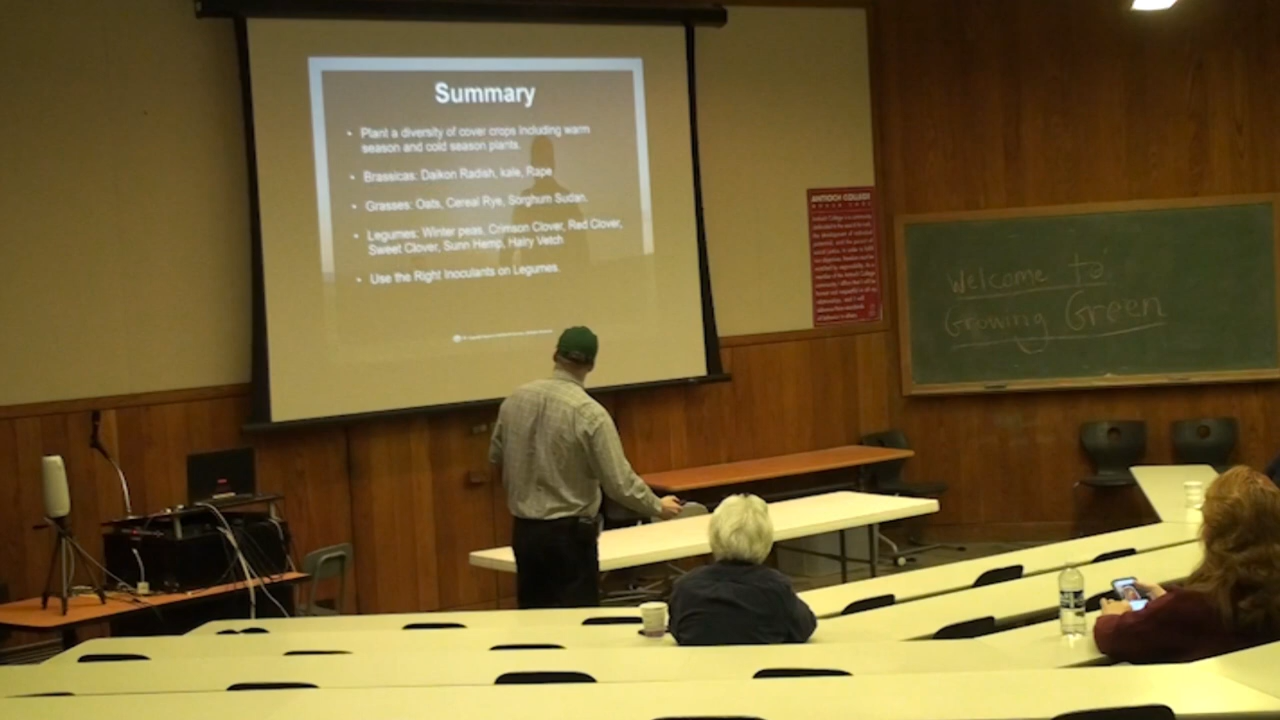 Summary
• Plant a diversity of cover crops including warm
season and cold season plants.
• Brassicas: Daikon Radish, kale, Rape
• Grasses: Oats, Cereal Rye, Sorghum Sudan.
• Legumes: Winter peas, Crimson Clover, Red Clover,
Sweet Clover, Sunn Hemp, Hairy Vetch
• Use the Right Inoculants on Legumes.
ANTIOCH COLLEGE
Welcome to
Growing Green